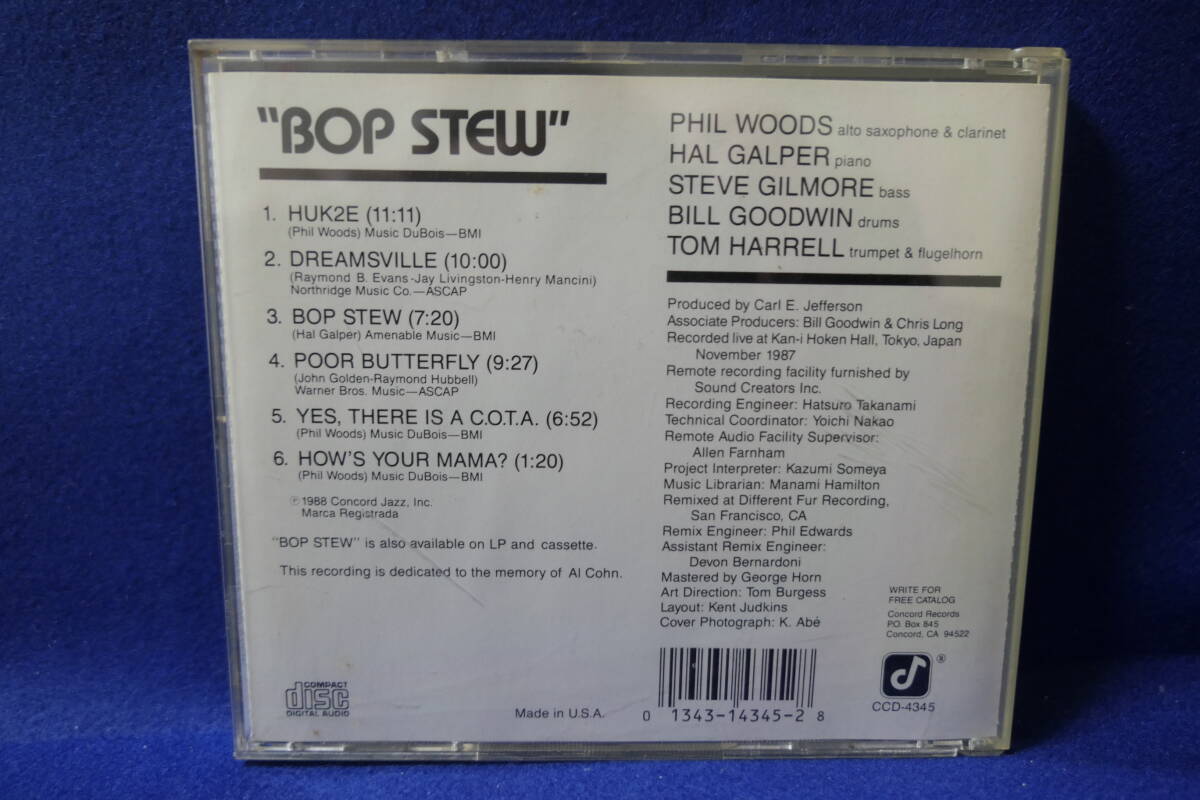 "BOP STEW"
1. HUK2E (11:11)
(Phil Woods) Music DuBois—BMI
2. DREAMSVILLE (10:00)
(Raymond B. Evans-Jay Livingston-Henry Mancini)
Northridge Music Co.—ASCAP
3. BOP STEW (7:20)
(Hal Galper) Amenable Music—BMI
4. POOR BUTTERFLY (9:27)
(John Golden-Raymond Hubbell)
Warner Bros. Music—ASCAP
5. YES, THERE IS A C.O.T.A. (6:52)
(Phil Woods) Music DuBois—BMI
6. HOW'S YOUR MAMA? (1:20)
(Phil Woods) Music DuBois—BMI
℗1988 Concord Jazz, Inc.
Marca Registrada
"BOP STEW" is also available on LP and cassette.
This recording is dedicated to the memory of Al Cohn.
PHIL WOODS alto saxophone & clarinet
HAL GALPER piano
STEVE GILMORE bass
BILL GOODWIN drums
TOM HARRELL trumpet & flugelhorn
Produced by Carl E. Jefferson
Associate Producers: Bill Goodwin & Chris Long
Recorded live at Kan-i Hoken Hall, Tokyo, Japan
November 1987
Remote recording facility furnished by
Sound Creators Inc.
Recording Engineer: Hatsuro Takanami
Technical Coordinator: Yoichi Nakao
Remote Audio Facility Supervisor:
Allen Farnham
Project Interpreter: Kazumi Someya
Music Librarian: Manami Hamilton
Remixed at Different Fur Recording,
San Francisco, CA
Remix Engineer: Phil Edwards
Assistant Remix Engineer:
Devon Bernardoni
Mastered by George Horn
Art Direction: Tom Burgess
Layout: Kent Judkins
Cover Photograph: K. Abé
WRITE FOR
FREE CATALOG
Concord Records
P.O. Box 845
Concord, CA 94522
COMPACT
disc
DIGITAL AUDIO
Made in U.S.A.
0 1343-14345-2 8
®
CCD-4345